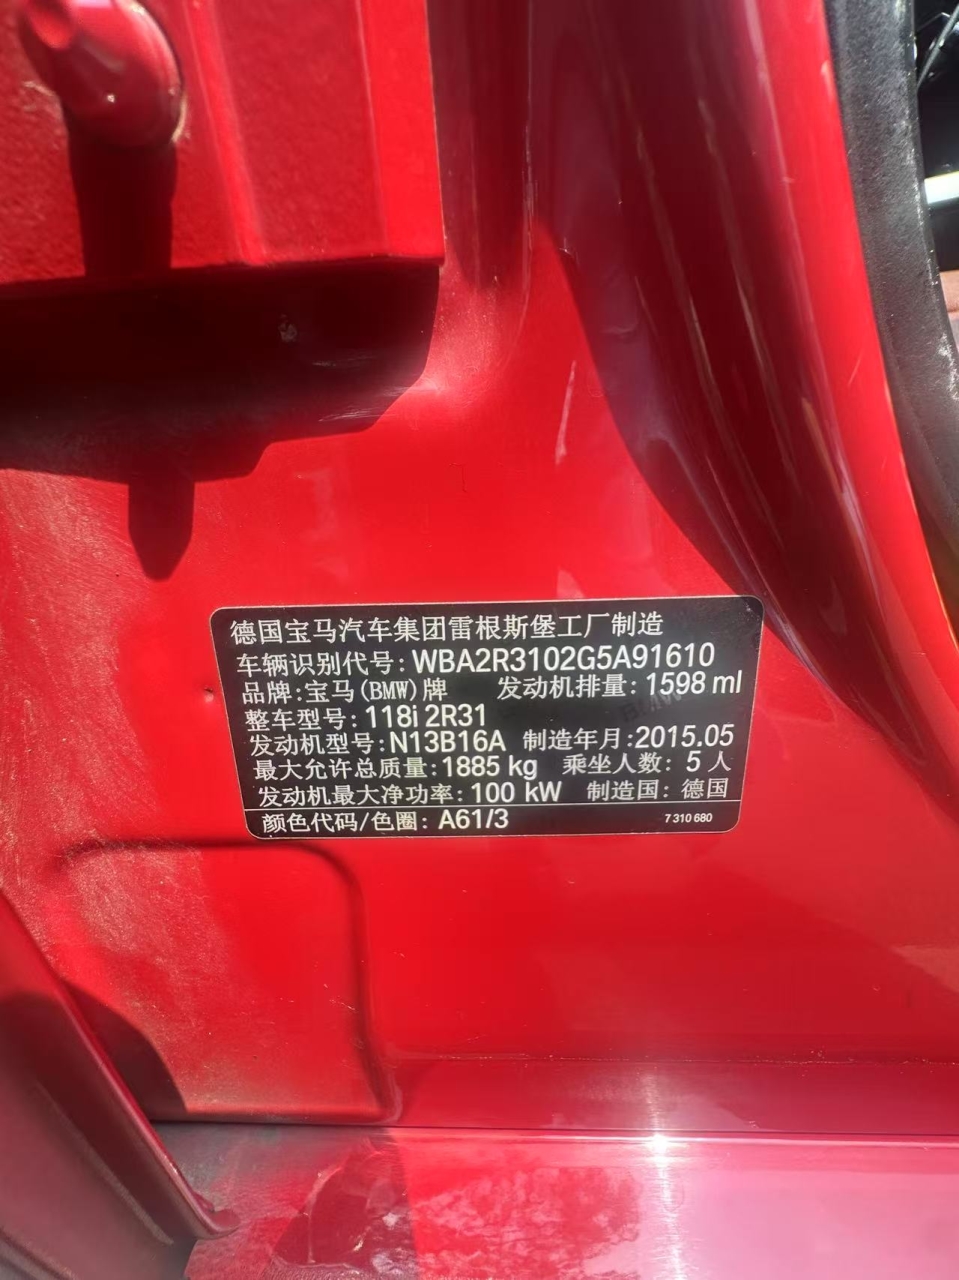 德国宝马汽车集团雷根斯堡工厂制造
车辆识别代号: WBA2R3102G5A91610
品牌:宝马(BMW)牌 发动机排量: 1598 ml
整车型号: 118i 2R31
发动机型号: N13B16A 制造年月:2015.05
最大允许总质量: 1885 kg 乘坐人数: 5 人
发动机最大净功率: 100 kW 制造国: 德国
颜色代码/色圈: A61/3 7 310 680